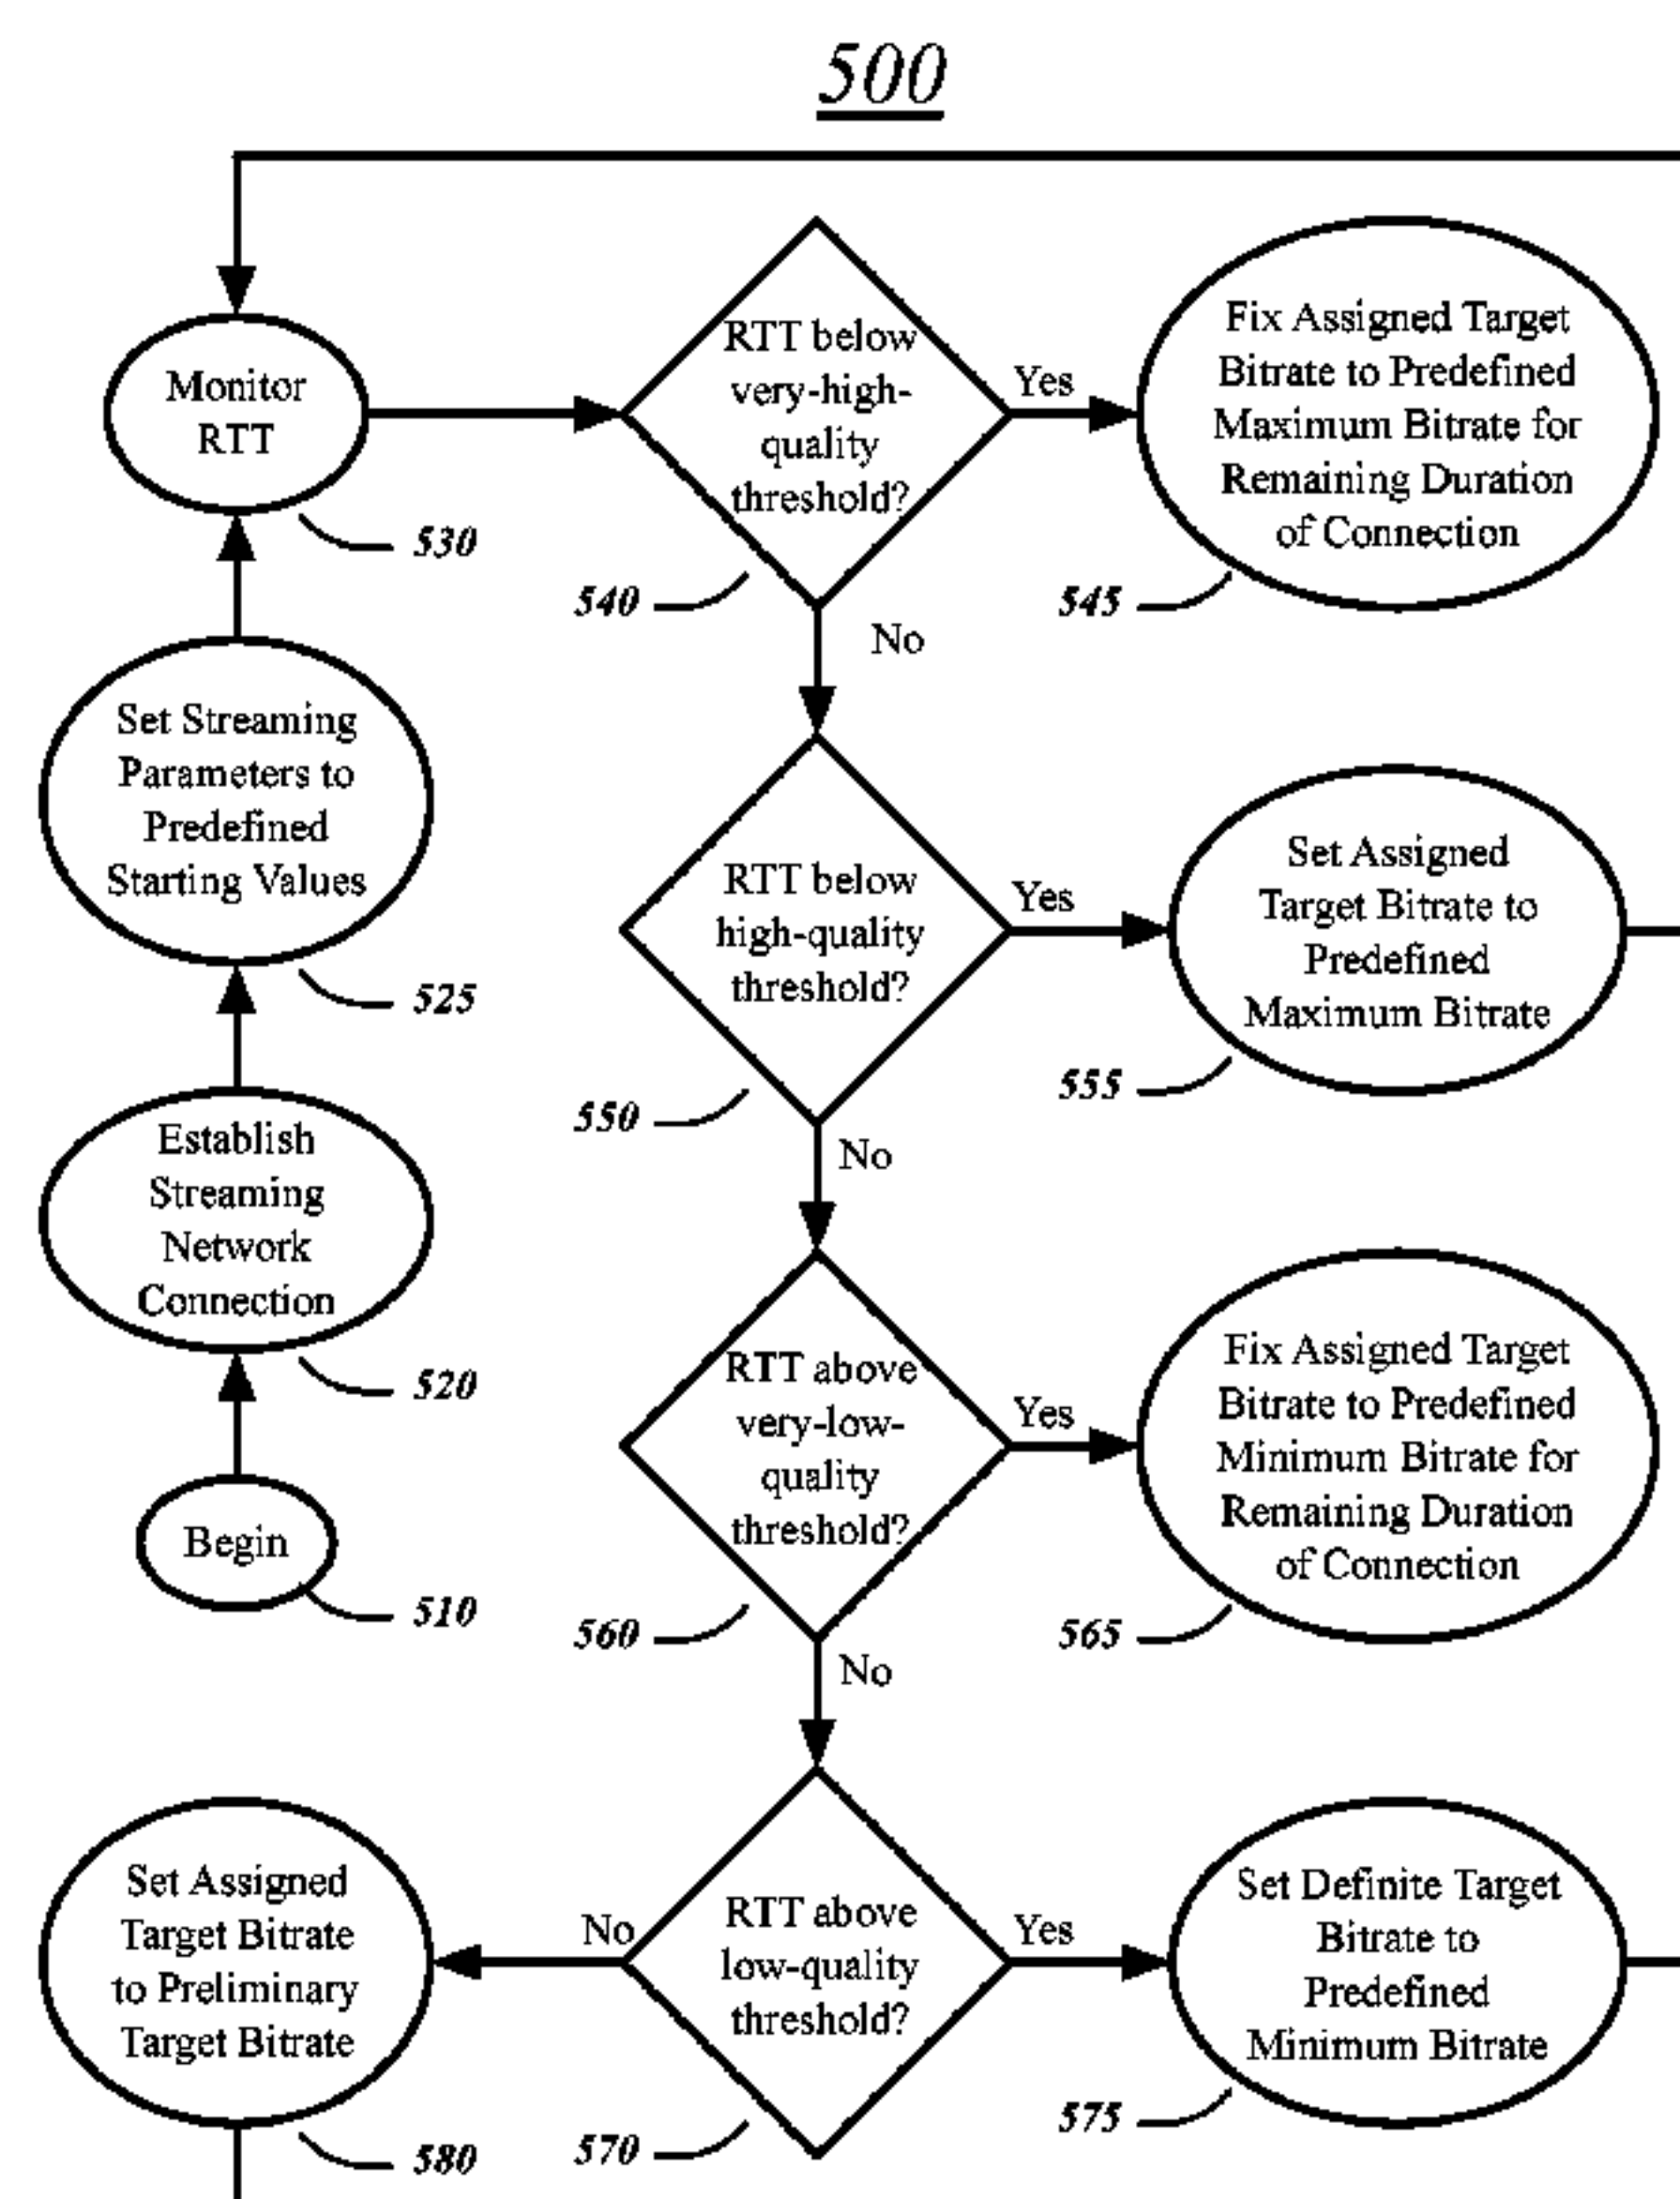 500
Monitor
RTT
530
RTT below
very-high-
quality
threshold?
540
Yes
Fix Assigned Target
Bitrate to Predefined
Maximum Bitrate for
Remaining Duration
of Connection
545
No
Set Streaming
Parameters to
Predefined
Starting Values
525
RTT below
high-quality
threshold?
550
Yes
Set Assigned
Target Bitrate to
Predefined
Maximum Bitrate
555
No
Establish
Streaming
Network
Connection
520
RTT above
very-low-
quality
threshold?
560
Yes
Fix Assigned Target
Bitrate to Predefined
Minimum Bitrate for
Remaining Duration
of Connection
565
Begin
510
No
Set Assigned
Target Bitrate
to Preliminary
Target Bitrate
580
No
RTT above
low-quality
threshold?
570
Yes
Set Definite Target
Bitrate to
Predefined
Minimum Bitrate
575